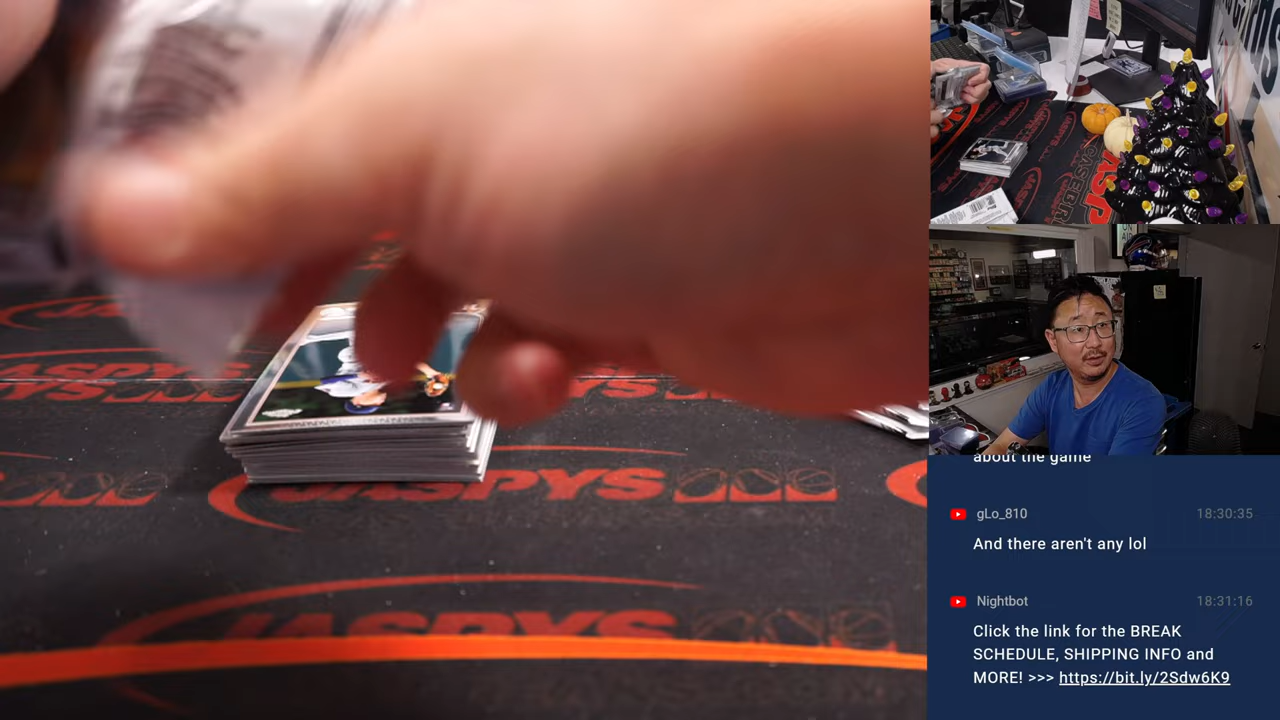 JASPYS
JASPYS
JASPYS
about the game
gLo_810
18:30:35
And there aren't any lol
Nightbot
18:31:16
Click the link for the BREAK
SCHEDULE, SHIPPING INFO and
MORE! >>> https://bit.ly/2Sdw6K9